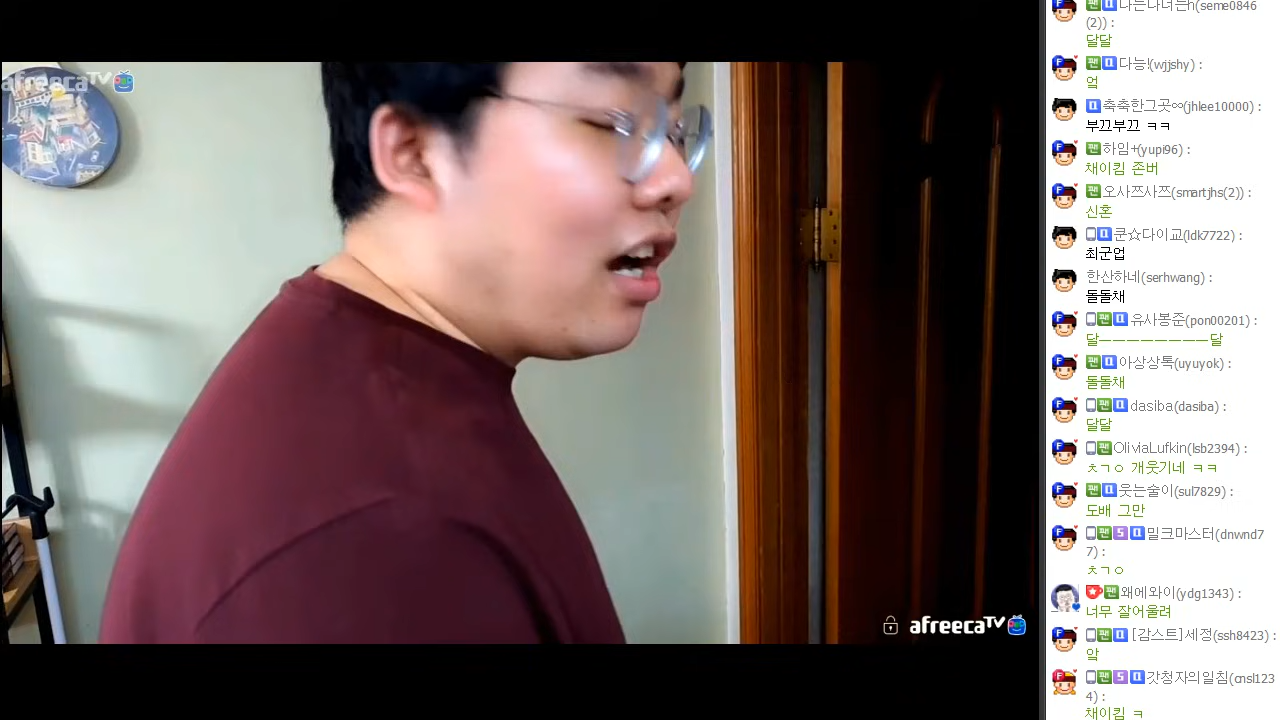 afreecaTV
afreecaTV
나는나너는h(seme0846
(2)) :
달달
다능!(wjjshy) :
엌
축축한그곳∞(jhlee10000) :
부끄부끄 ㅋㅋ
하임+(yupi96) :
채이킴 존버
오사쯔사쯔(smartjhs(2)) :
신혼
쿤☆다이교(ldk7722) :
최군업
한산하네(serhwang) :
돌돌채
유사봉준(pon00201) :
달ㅡㅡㅡㅡㅡㅡㅡㅡ달
아상상톡(uyuyok) :
돌돌채
dasiba(dasiba) :
달달
OliviaLufkin(lsb2394) :
ㅊㄱㅇ 개웃기네 ㅋㅋ
웃는술이(sul7829) :
도배 그만
밀크마스터(dnwnd7
7) :
ㅊㄱㅇ
왜에와이(ydg1343) :
너무 잘어울려
[감스트]세정(ssh8423) :
앜
갓청자의일침(cnsl123
4) :
채이킴 ㅋ